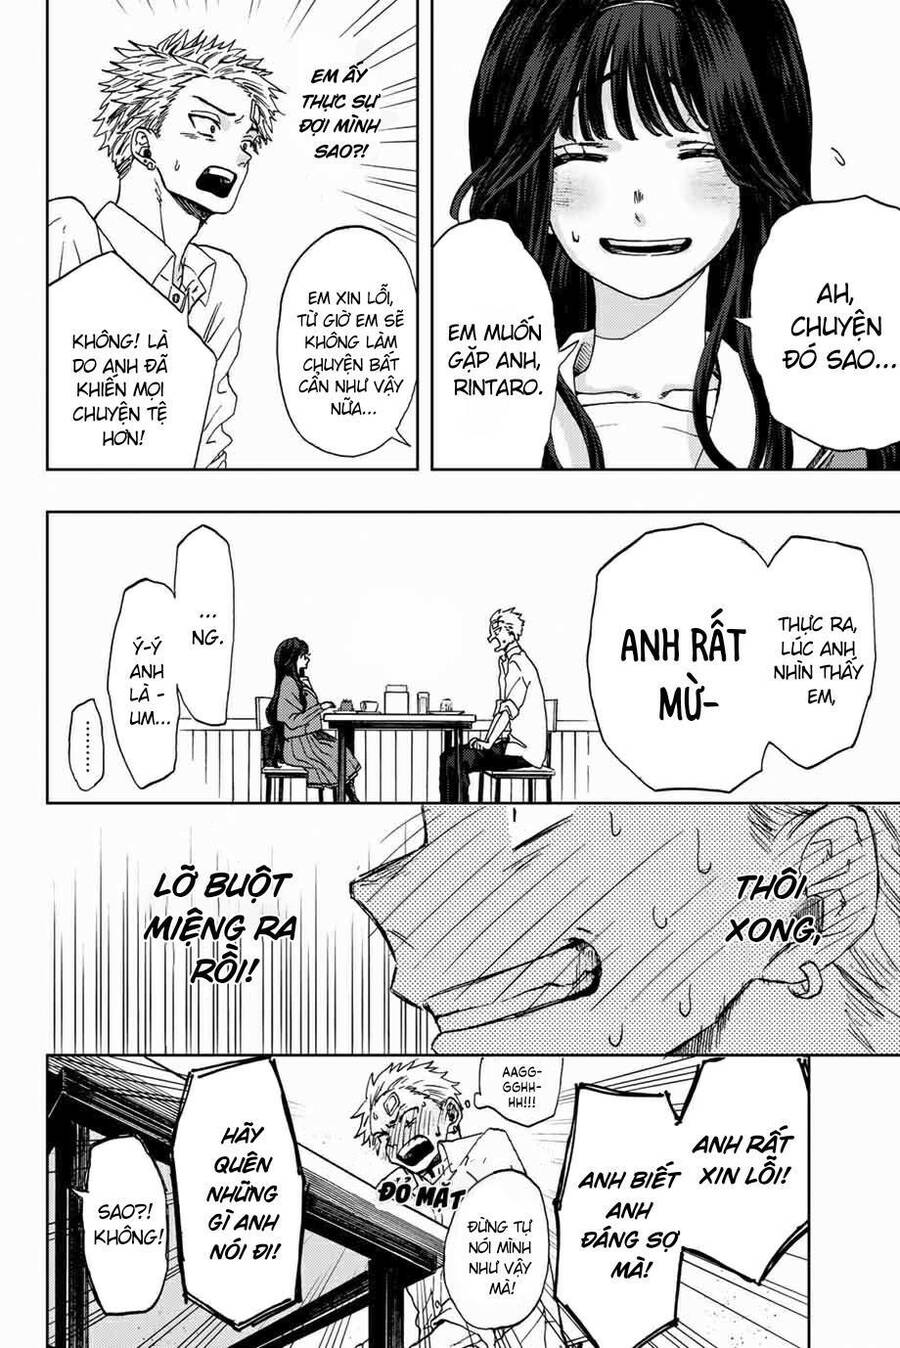 AH,
CHUYỆN
ĐÓ SAO...
EM MUỐN
GẶP ANH,
RINTARO.
EM ẤY
THỰC SỰ
ĐỢI MÌNH
SAO?!
EM XIN LỖI,
TỪ GIỜ EM SẼ
KHÔNG LÀM
CHUYỆN BẤT
CẨN NHƯ VẬY
NỮA...
KHÔNG! LÀ
DO ANH ĐÃ
KHIẾN MỌI
CHUYỆN TỆ
HƠN!
THỰC RA,
LÚC ANH
NHÌN THẤY
EM,
ANH RẤT
MỪ-
...
NG.
Ý-Ý
ANH
LÀ -
UM...
........
THÔI
XONG,
LỠ BUỘT
MIỆNG RA
RỒI!
ANH RẤT
XIN LỖI!
ANH BIẾT
ANH
ĐÁNG SỢ
MÀ!
AAGG-
GGHH-
HH!!!
ĐỎ MẶT
ĐỪNG TỰ
NÓI MÌNH
NHƯ VẬY
MÀ!
HÃY
QUÊN
NHỮNG
GÌ ANH
NÓI ĐI!
SAO?!
KHÔNG!